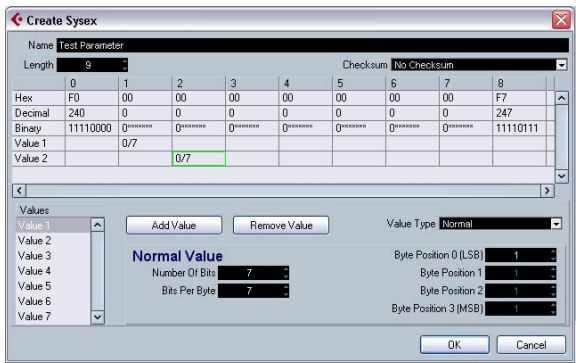 Create Sysex
Name Test Parameter
Length 9 Checksum No Checksum
0 1 2 3 4 5 6 7 8
Hex F0 00 00 00 00 00 00 00 F7
Decimal 240 0 0 0 0 0 0 0 247
Binary 11110000 0******* 0******* 0******* 0******* 0******* 0******* 0******* 11110111
Value 1 0/7
Value 2 0/7
Values
Value 1
Value 2
Value 3
Value 4
Value 5
Value 6
Value 7
Add Value Remove Value Value Type Normal
Normal Value
Number Of Bits 7
Bits Per Byte 7
Byte Position 0 (LSB) 1
Byte Position 1 1
Byte Position 2 1
Byte Position 3 (MSB) 1
OK Cancel